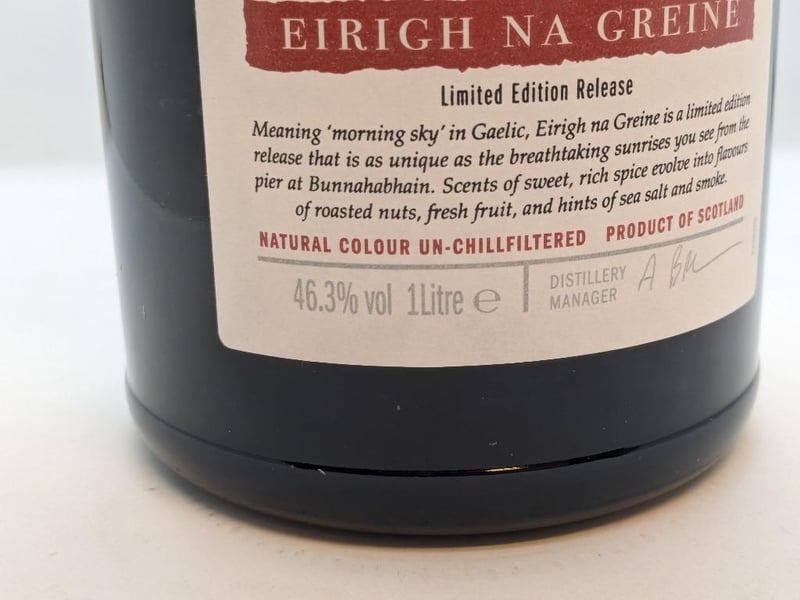 EIRIGH NA GREINE
Limited Edition Release
Meaning ‘morning sky’ in Gaelic, Eirigh na Greine is a limited edition
release that is as unique as the breathtaking sunrises you see from the
pier at Bunnahabhain. Scents of sweet, rich spice evolve into flavours
of roasted nuts, fresh fruit, and hints of sea salt and smoke.
NATURAL COLOUR UN-CHILLFILTERED PRODUCT OF SCOTLAND
46.3% vol 1Litre ℮
DISTILLERY
MANAGER